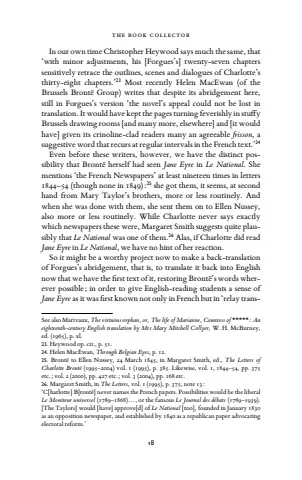 THE BOOK COLLECTOR
In our own time Christopher Heywood says much the same, that
‘with minor adjustments, his [Forgues’s] twenty-seven chapters
sensitively retrace the outlines, scenes and dialogues of Charlotte’s
thirty-eight chapters.’23 Most recently Helen MacEwan (of the
Brussels Brontë Group) writes that despite its abridgement here,
still in Forgues’s version ‘the novel’s appeal could not be lost in
translation. It would have kept the pages turning feverishly in stuffy
Brussels drawing rooms [and many more, elsewhere] and [it would
have] given its crinoline-clad readers many an agreeable frisson, a
suggestive word that recurs at regular intervals in the French text.’24
Even before these writers, however, we have the distinct pos-
sibility that Brontë herself had seen Jane Eyre in Le National. She
mentions ‘the French Newspapers’ at least nineteen times in letters
1844–54 (though none in 1849):25 she got them, it seems, at second
hand from Mary Taylor’s brothers, more or less routinely. And
when she was done with them, she sent them on to Ellen Nussey,
also more or less routinely. While Charlotte never says exactly
which newspapers these were, Margaret Smith suggests quite plau-
sibly that Le National was one of them.26 Alas, if Charlotte did read
Jane Eyre in Le National, we have no hint of her reaction.
So it might be a worthy project now to make a back-translation
of Forgues’s abridgement, that is, to translate it back into English
now that we have the first text of it, restoring Brontë’s words wher-
ever possible; in order to give English-reading students a sense of
Jane Eyre as it was first known not only in French but in ‘relay trans-
See also Marivaux, The virtuous orphan, or, The life of Marianne, Countess of *****: An
eighteenth-century English translation by Mrs Mary Mitchell Collyer, W. H. McBurney,
ed. (1965), p. xl.
23. Heywood op. cit., p. 51.
24. Helen MacEwan, Through Belgian Eyes, p. 12.
25. Brontë to Ellen Nussey, 24 March 1845, in Margaret Smith, ed., The Letters of
Charlotte Brontë (1995–2004) vol. 1 (1995), p. 385. Likewise, vol. 1, 1844–54, pp. 275
etc.; vol. 2 (2000), pp. 427 etc.; vol. 3 (2004), pp. 168 etc.
26. Margaret Smith, in The Letters, vol. 1 (1995), p. 375, note 13:
‘C[harlotte] B[rontë] never names the French papers. Possibilities would be the liberal
Le Moniteur universel (1789–1868)…, or the famous Le Journal des débats (1789–1939).
[The Taylors] would [have] approve[d] of Le National [too], founded in January 1830
as an opposition newspaper, and established by 1840 as a republican paper advocating
electoral reform.’
18